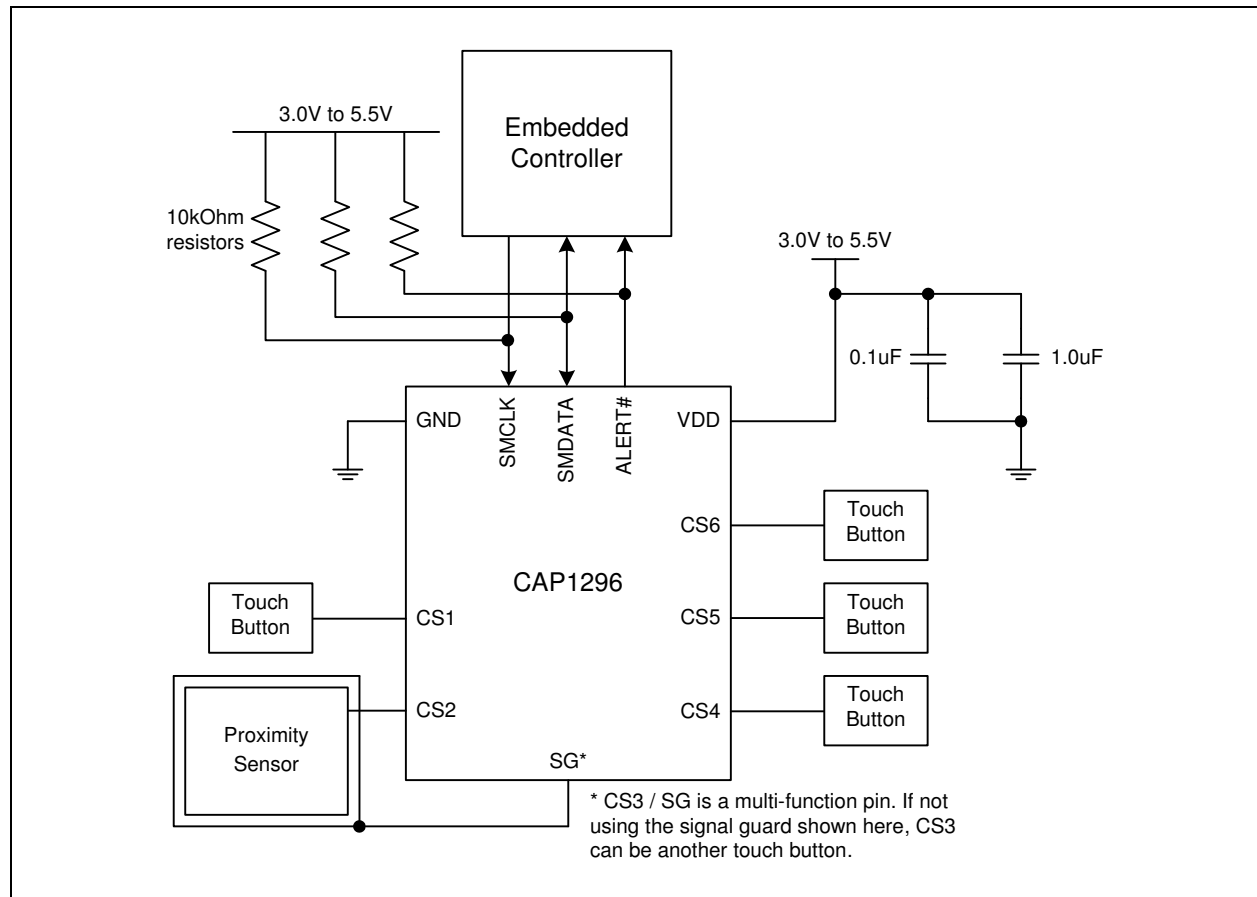 3.0V to 5.5V
Embedded
Controller
10kOhm
resistors
3.0V to 5.5V
0.1uF
1.0uF
GND
SMCLK
SMDATA
ALERT#
VDD
CS6
Touch
Button
CAP1296
Touch
Button
CS1
CS5
Touch
Button
CS2
CS4
Touch
Button
Proximity
Sensor
SG*
* CS3 / SG is a multi-function pin. If not
using the signal guard shown here, CS3
can be another touch button.